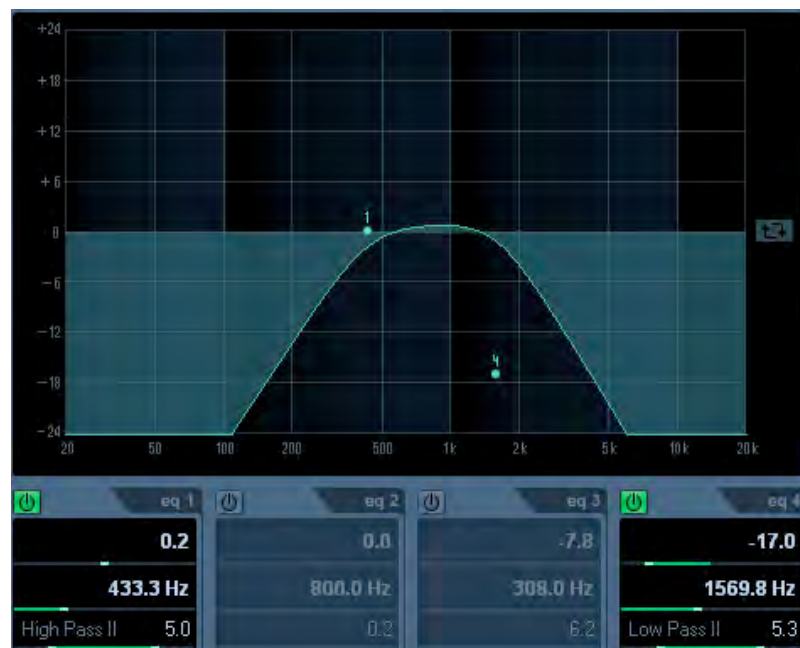 +24
+18
+12
+6
0
-6
-12
-18
-24
1
4
20 50 100 200 500 1k 2k 5k 10k 20k
eq 1 eq 2 eq 3 eq 4
0.2 0.0 -7.8 -17.0
433.3 Hz 800.0 Hz 308.0 Hz 1569.8 Hz
High Pass II 5.0 0.2 6.2 Low Pass II 5.3